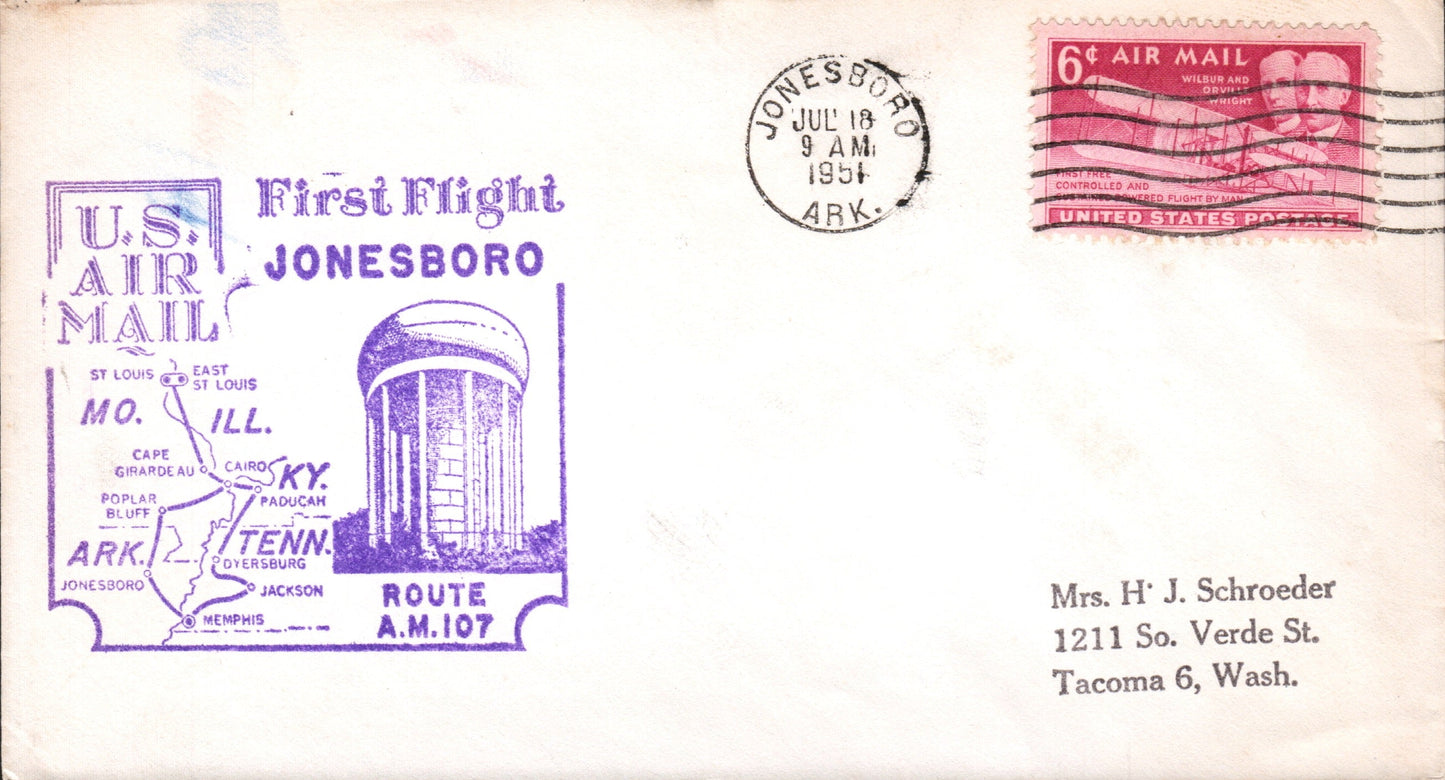 First Flight
JONESBORO
U.S.
AIR
MAIL
ST LOUIS
EAST
ST LOUIS
MO.
ILL.
CAPE
GIRARDEAU
CAIRO
KY.
PADUCAH
POPLAR
BLUFF
ARK.
TENN.
DYERSBURG
JONESBORO
JACKSON
MEMPHIS
ROUTE
A.M.107
JONESBORO
JUL 18
9 AM
1951
ARK.
6¢ AIR MAIL
WILBUR AND
ORVILLE
WRIGHT
FIRST FREE
CONTROLLED AND
SUSTAINED POWERED FLIGHT BY MAN
UNITED STATES POSTAGE
Mrs. H· J. Schroeder
1211 So. Verde St.
Tacoma 6, Wash.